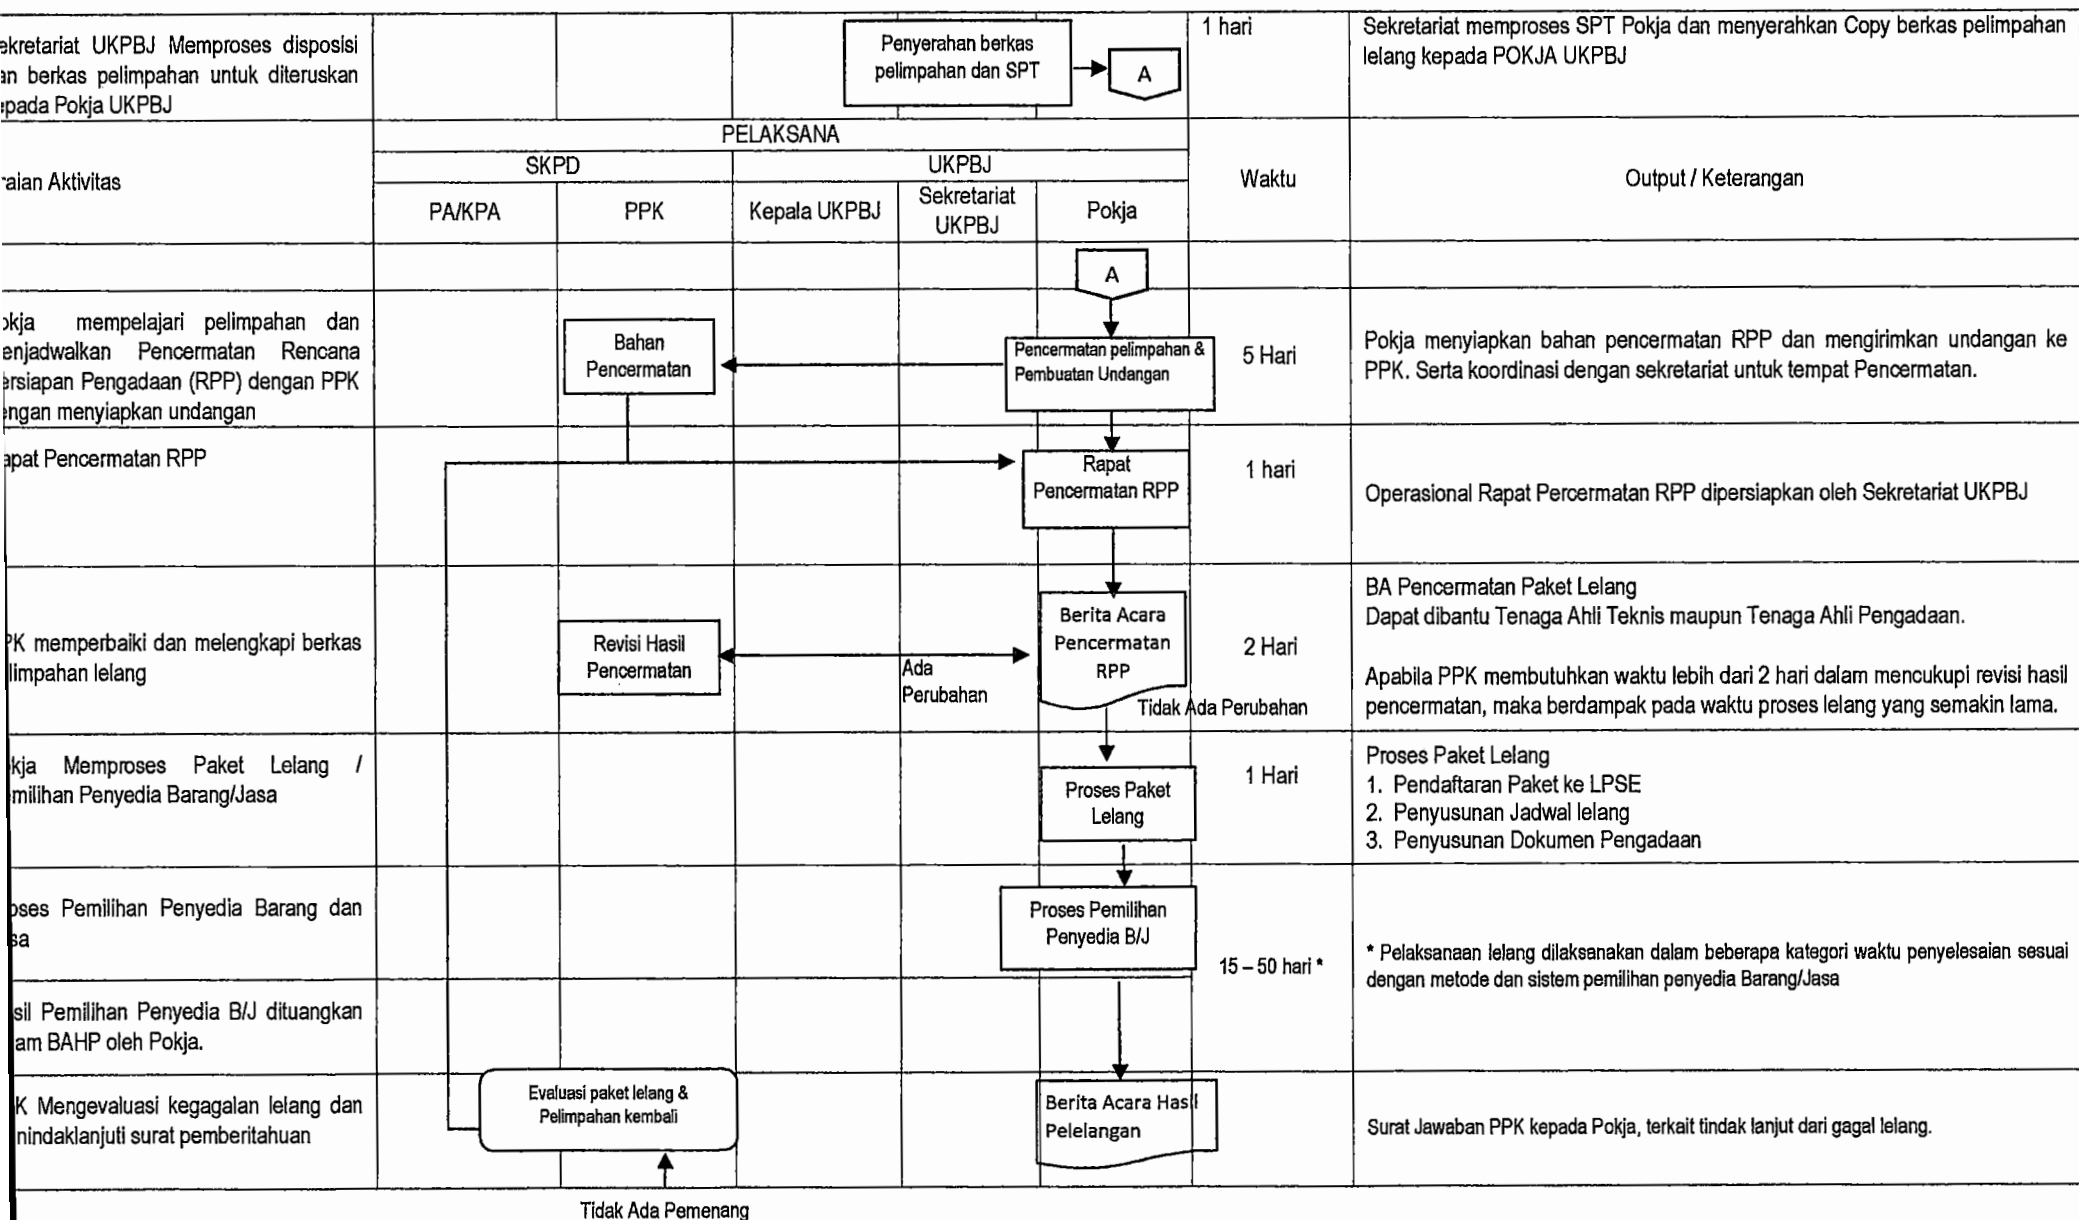 ekretariat UKPBJ Memproses disposisi
an berkas pelimpahan untuk diteruskan
epada Pokja UKPBJ
Penyerahan berkas
pelimpahan dan SPT
A
1 hari
Sekretariat memproses SPT Pokja dan menyerahkan Copy berkas pelimpahan
lelang kepada POKJA UKPBJ
raian Aktivitas
PELAKSANA
SKPD
UKPBJ
PA/KPA
PPK
Kepala UKPBJ
Sekretariat
UKPBJ
Pokja
Waktu
Output / Keterangan
A
okja mempelajari pelimpahan dan
enjadwalkan Pencermatan Rencana
ersiapan Pengadaan (RPP) dengan PPK
engan menyiapkan undangan
Bahan
Pencermatan
Pencermatan pelimpahan &
Pembuatan Undangan
5 Hari
Pokja menyiapkan bahan pencermatan RPP dan mengirimkan undangan ke
PPK. Serta koordinasi dengan sekretariat untuk tempat Pencermatan.
apat Pencermatan RPP
Rapat
Pencermatan RPP
1 hari
Operasional Rapat Percermatan RPP dipersiapkan oleh Sekretariat UKPBJ
PK memperbaiki dan melengkapi berkas
limpahan lelang
Revisi Hasil
Pencermatan
Ada
Perubahan
Berita Acara
Pencermatan
RPP
Tidak Ada Perubahan
2 Hari
BA Pencermatan Paket Lelang
Dapat dibantu Tenaga Ahli Teknis maupun Tenaga Ahli Pengadaan.
Apabila PPK membutuhkan waktu lebih dari 2 hari dalam mencukupi revisi hasil
pencermatan, maka berdampak pada waktu proses lelang yang semakin lama.
kja Memproses Paket Lelang /
milihan Penyedia Barang/Jasa
Proses Paket
Lelang
1 Hari
Proses Paket Lelang
1. Pendaftaran Paket ke LPSE
2. Penyusunan Jadwal lelang
3. Penyusunan Dokumen Pengadaan
oses Pemilihan Penyedia Barang dan
sa
Proses Pemilihan
Penyedia B/J
15 – 50 hari *
* Pelaksanaan lelang dilaksanakan dalam beberapa kategori waktu penyelesaian sesuai
dengan metode dan sistem pemilihan penyedia Barang/Jasa
sil Pemilihan Penyedia B/J dituangkan
am BAHP oleh Pokja.
K Mengevaluasi kegagalan lelang dan
nindaklanjuti surat pemberitahuan
Evaluasi paket lelang &
Pelimpahan kembali
Berita Acara Hasil
Pelelangan
Surat Jawaban PPK kepada Pokja, terkait tindak lanjut dari gagal lelang.
Tidak Ada Pemenang